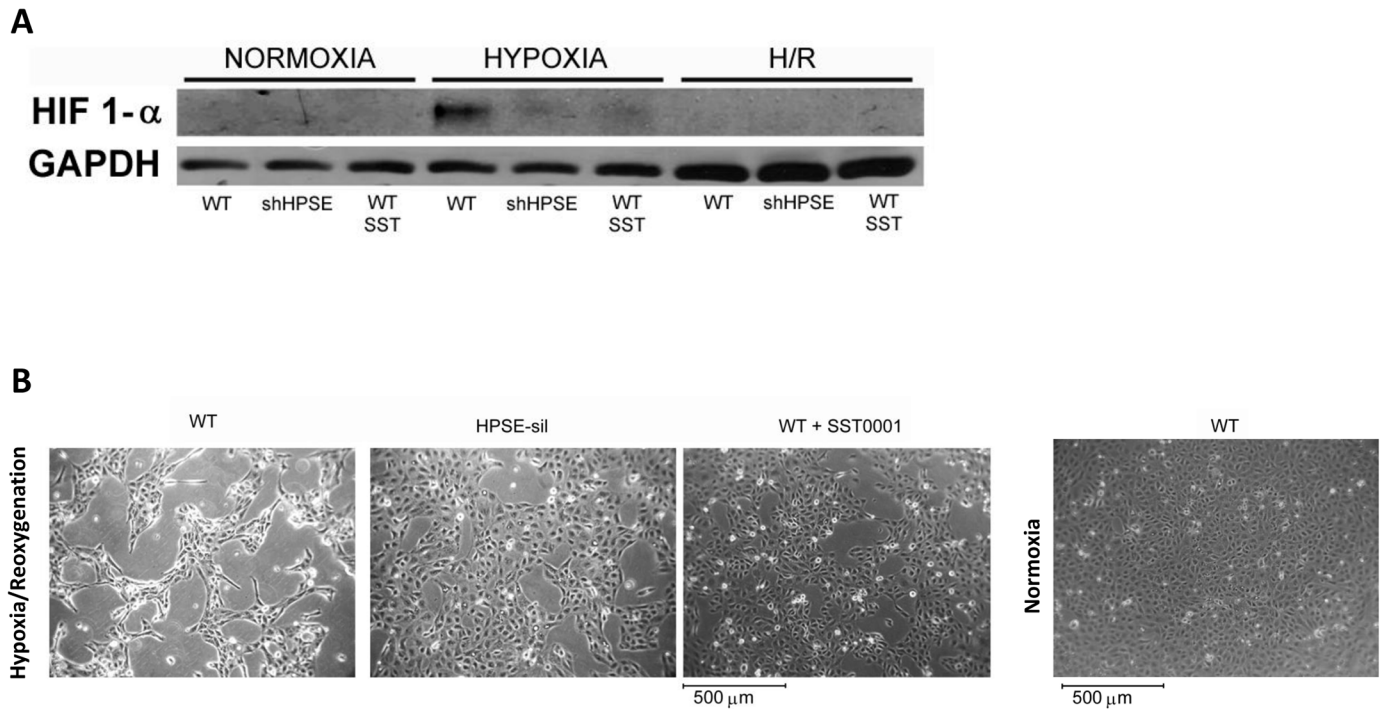 A
NORMOXIA HYPOXIA H/R
HIF 1-α
GAPDH
WT shHPSE WT SST WT shHPSE WT SST WT shHPSE WT SST
B
WT HPSE-sil WT + SST0001 WT
Hypoxia/Reoxygenation
Normoxia
500 μm 500 μm